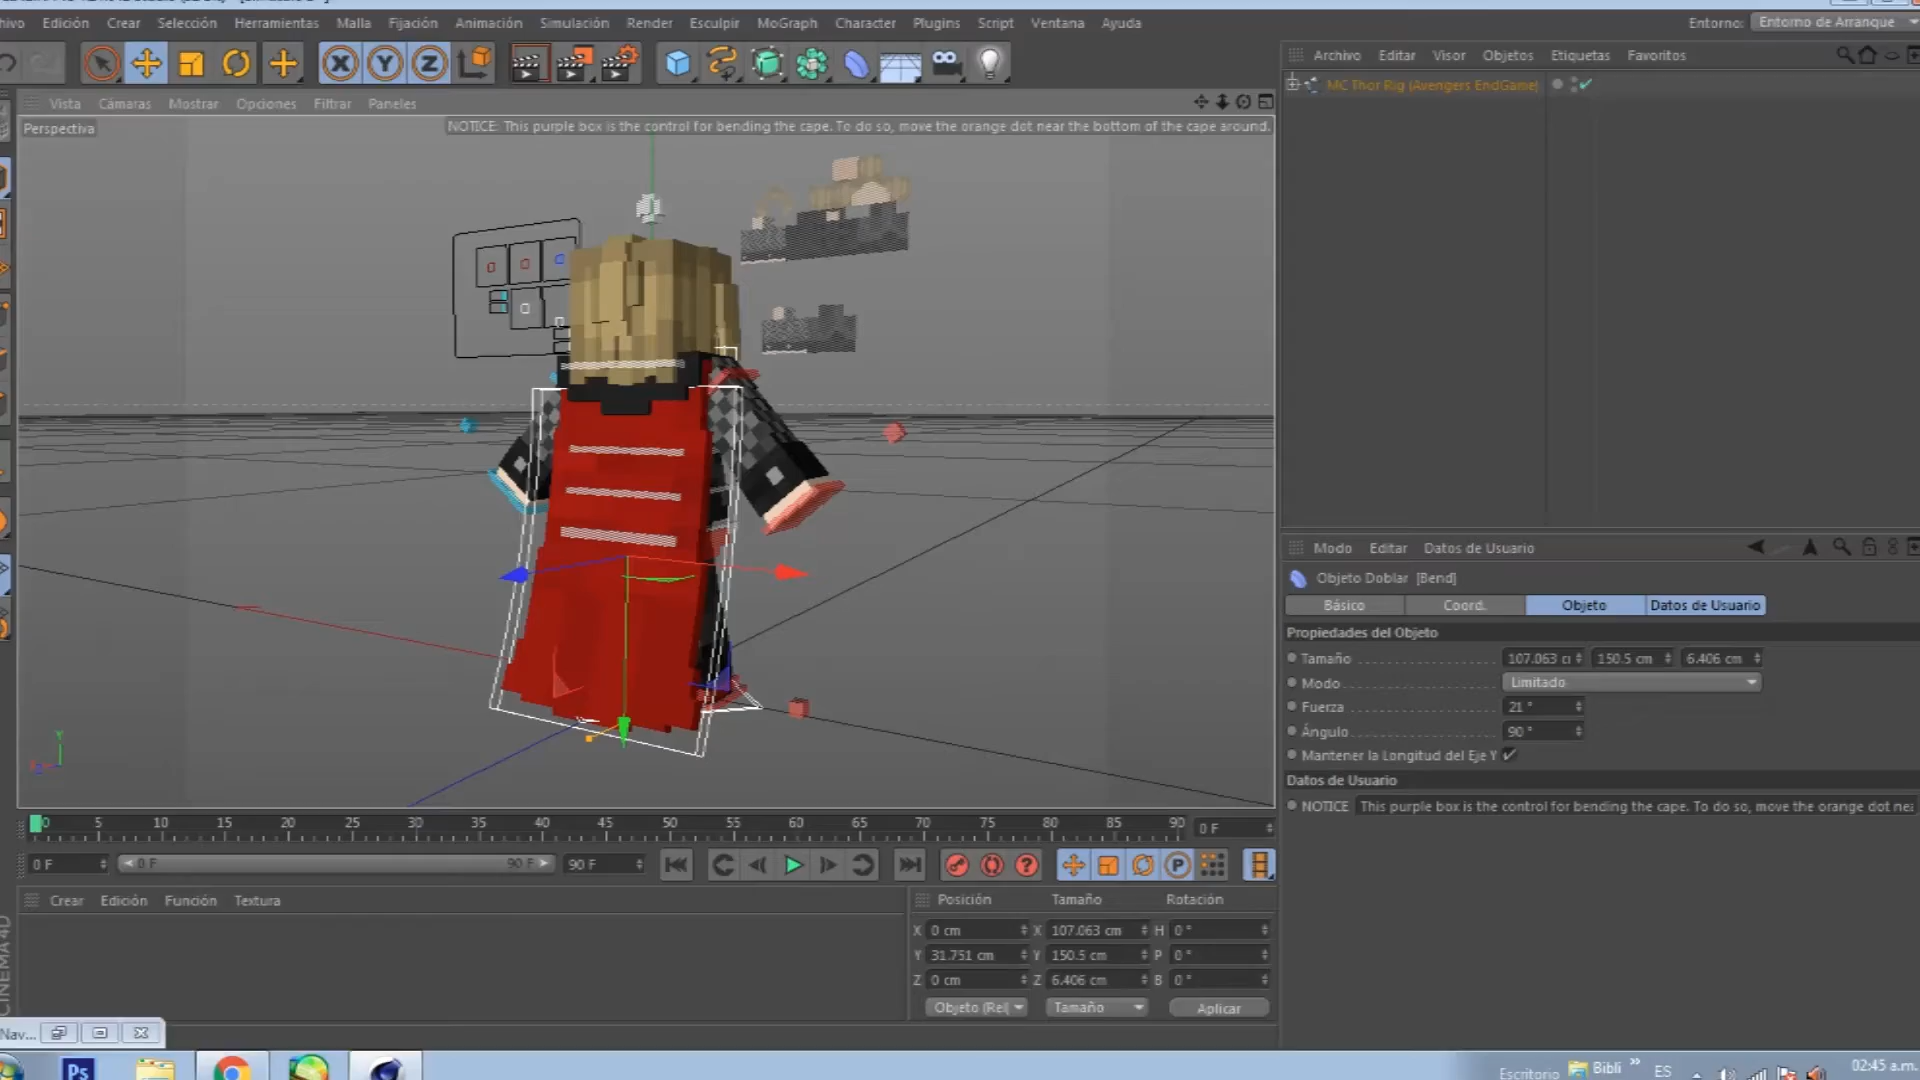 Edición Crear Selección Herramientas Malla Fijación Animación Simulación Render Esculpir MoGraph Character Plugins Script Ventana Ayuda
Entorno: Entorno de Arranque
Archivo Editar Visor Objetos Etiquetas Favoritos
MC Thor Rig (Avengers EndGame)
Vista Cámaras Mostrar Opciones Filtrar Paneles
Perspectiva
NOTICE: This purple box is the control for bending the cape. To do so, move the orange dot near the bottom of the cape around.
Y
Modo Editar Datos de Usuario
Objeto Doblar [Bend]
Básico Coord. Objeto Datos de Usuario
Propiedades del Objeto
Tamaño 107.063 150.5 cm 6.406 cm
Modo Limitado
Fuerza 21 °
Ángulo 90 °
Mantener la Longitud del Eje Y
Datos de Usuario
NOTICE This purple box is the control for bending the cape. To do so, move the orange dot
0 5 10 15 20 25 30 35 40 45 50 55 60 65 70 75 80 85 90 0 F
0 F 0 F 90 F 90 F
Crear Edición Función Textura
Posición Tamaño Rotación
X 0 cm X 107.063 cm H 0 °
Y 31.751 cm Y 150.5 cm P 0 °
Z 0 cm Z 6.406 cm B 0 °
Objeto (Rel Tamaño Aplicar
CINEMA 4D
Nav...
Ps
Escritorio Bibli » ES 02:45 a.m.